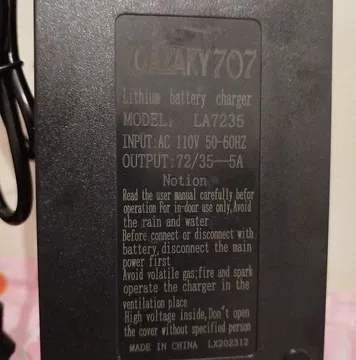 Lithium battery charger
MODEL: LA7235
INPUT:AC 110V 50-60HZ
OUTPUT:72/35—5A
Notion
Read the user manual carefully befor
operation For in-door use only,Avoid
the rain and water
Before connect or disconnect with
battery, disconnect the main
power first
Avoid volatile gas;fire and spark
operate the charger in the
ventilation place
High voltage inside,Don"t open
the cover without specified person
MADE IN CHINA LX202312